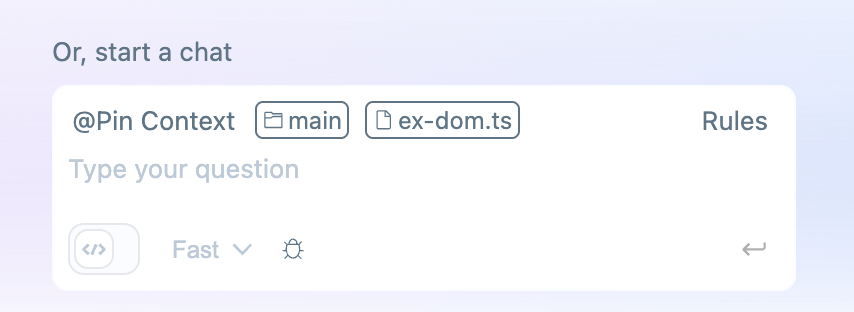 Or, start a chat
@Pin Context main ex-dom.ts Rules
Type your question
Fast